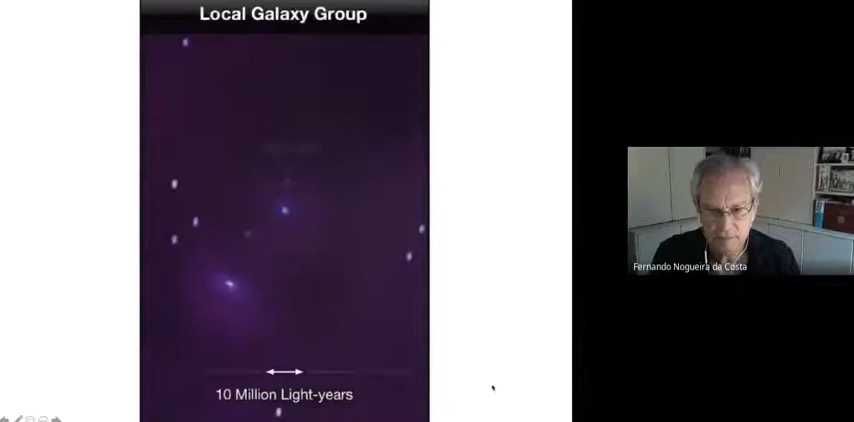 Local Galaxy Group
10 Million Light-years
Fernando Nogueira da Costa